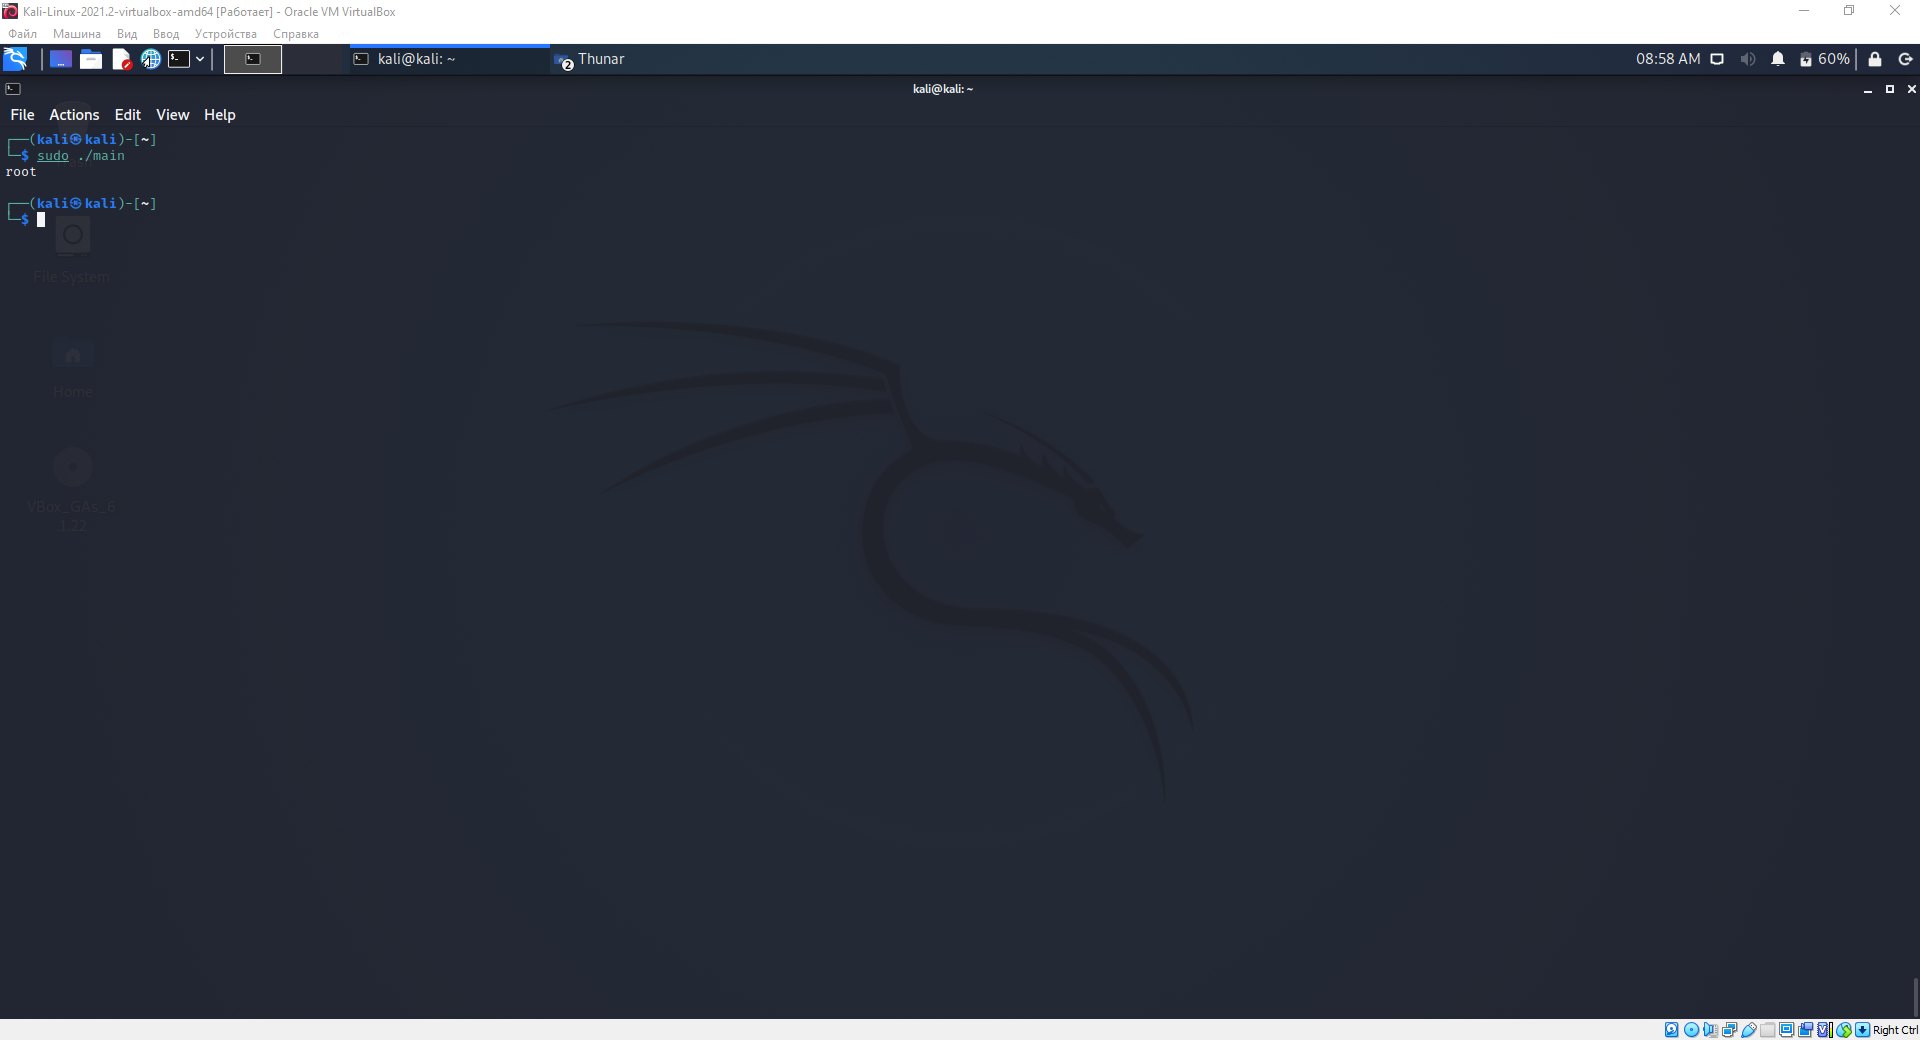 Kali-Linux-2021.2-virtualbox-amd64 [Работает] - Oracle VM VirtualBox
Файл Машина Вид Ввод Устройства Справка
kali@kali: ~ 2 Thunar 08:58 AM 60%
kali@kali: ~
File Actions Edit View Help
┌──(kali㉿kali)-[~]
└─$ sudo ./main
root
┌──(kali㉿kali)-[~]
└─$
File System
Home
VBox_GAs_6
.1.22
Right Ctrl